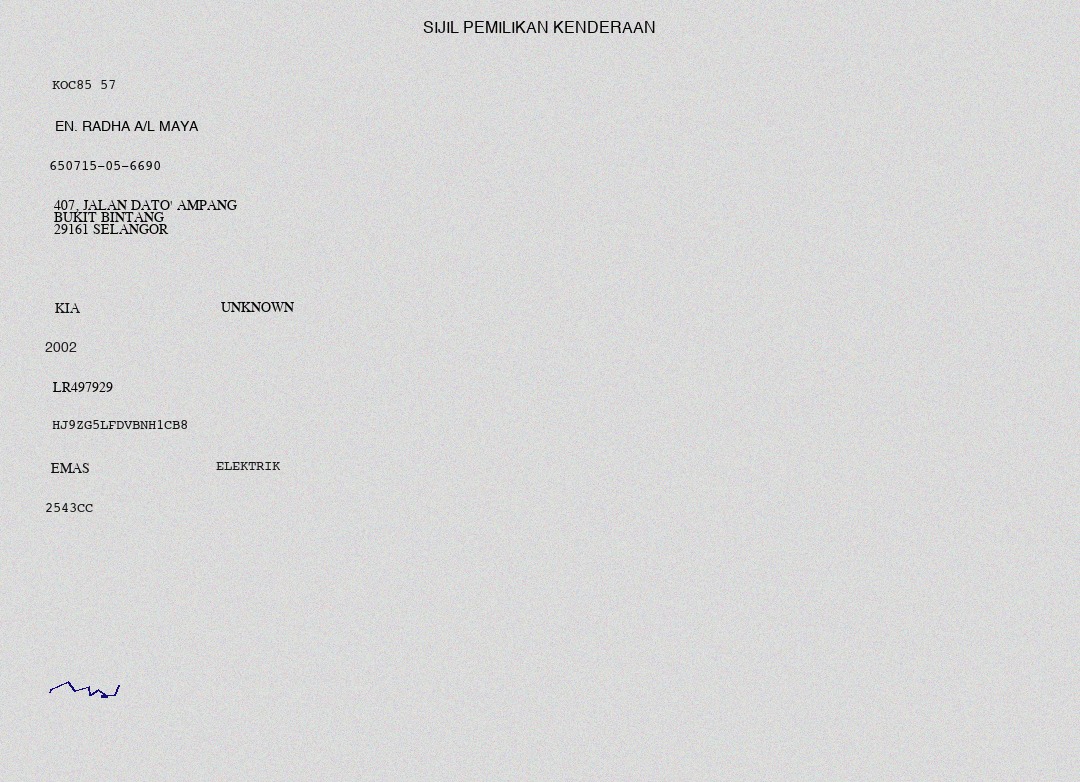 SIJIL PEMILIKAN KENDERAAN
KOC85 57
EN. RADHA A/L MAYA
650715-05-6690
407, JALAN DATO' AMPANG
BUKIT BINTANG
29161 SELANGOR
KIA UNKNOWN
2002
LR497929
HJ9ZG5LFDVBNH1CB8
EMAS ELEKTRIK
2543CC